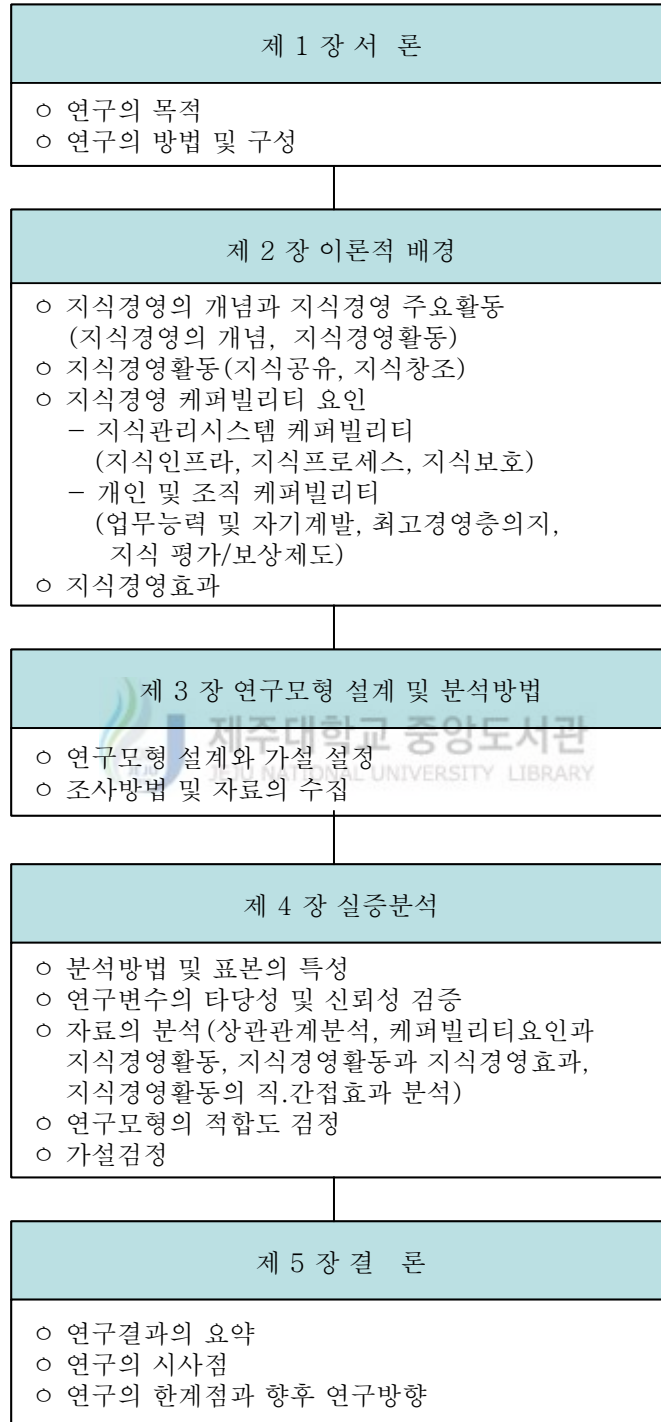 제 1 장 서 론
ㅇ 연구의 목적
ㅇ 연구의 방법 및 구성
제 2 장 이론적 배경
ㅇ 지식경영의 개념과 지식경영 주요활동
(지식경영의 개념, 지식경영활동)
ㅇ 지식경영활동(지식공유, 지식창조)
ㅇ 지식경영 케퍼빌리티 요인
- 지식관리시스템 케퍼빌리티
(지식인프라, 지식프로세스, 지식보호)
- 개인 및 조직 케퍼빌리티
(업무능력 및 자기계발, 최고경영층의지,
지식 평가/보상제도)
ㅇ 지식경영효과
제 3 장 연구모형 설계 및 분석방법
제주대학교 중앙도서관
JEJU NATIONAL UNIVERSITY LIBRARY
ㅇ 연구모형 설계와 가설 설정
ㅇ 조사방법 및 자료의 수집
제 4 장 실증분석
ㅇ 분석방법 및 표본의 특성
ㅇ 연구변수의 타당성 및 신뢰성 검증
ㅇ 자료의 분석(상관관계분석, 케퍼빌리티요인과
지식경영활동, 지식경영활동과 지식경영효과,
지식경영활동의 직.간접효과 분석)
ㅇ 연구모형의 적합도 검정
ㅇ 가설검정
제 5 장 결 론
ㅇ 연구결과의 요약
ㅇ 연구의 시사점
ㅇ 연구의 한계점과 향후 연구방향